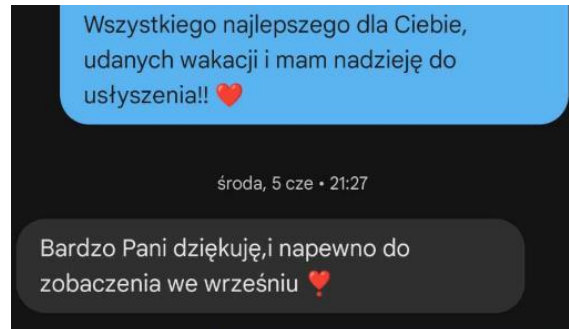 Wszystkiego najlepszego dla Ciebie,
udanych wakacji i mam nadzieję do
usłyszenia!! ❤️
środa, 5 cze • 21:27
Bardzo Pani dziękuję,i napewno do
zobaczenia we wrześniu ❣️